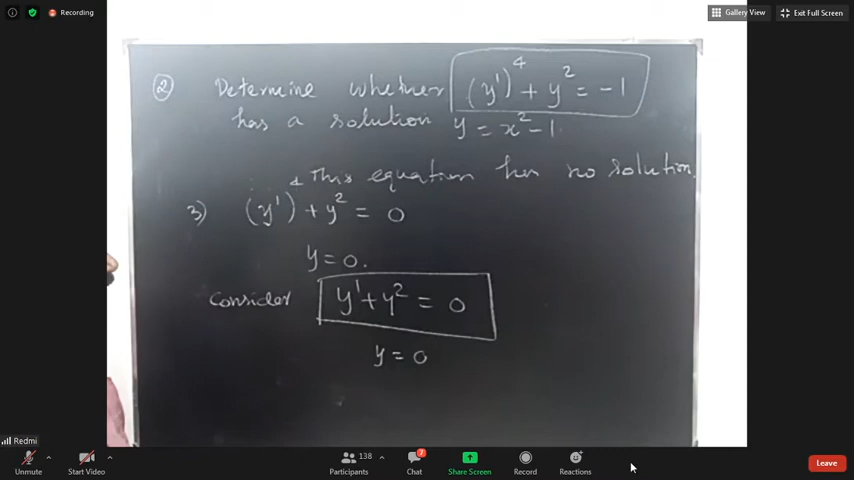 Recording
Gallery View
Exit Full Screen
② Determine whether (y')⁴ + y² = -1
has a solution y = x² - 1.
This equation has no solution.
3) (y')⁴ + y² = 0
y = 0.
Consider y' + y² = 0
y = 0
Redmi
138
7
Unmute
Start Video
Participants
Chat
Share Screen
Record
Reactions
Leave